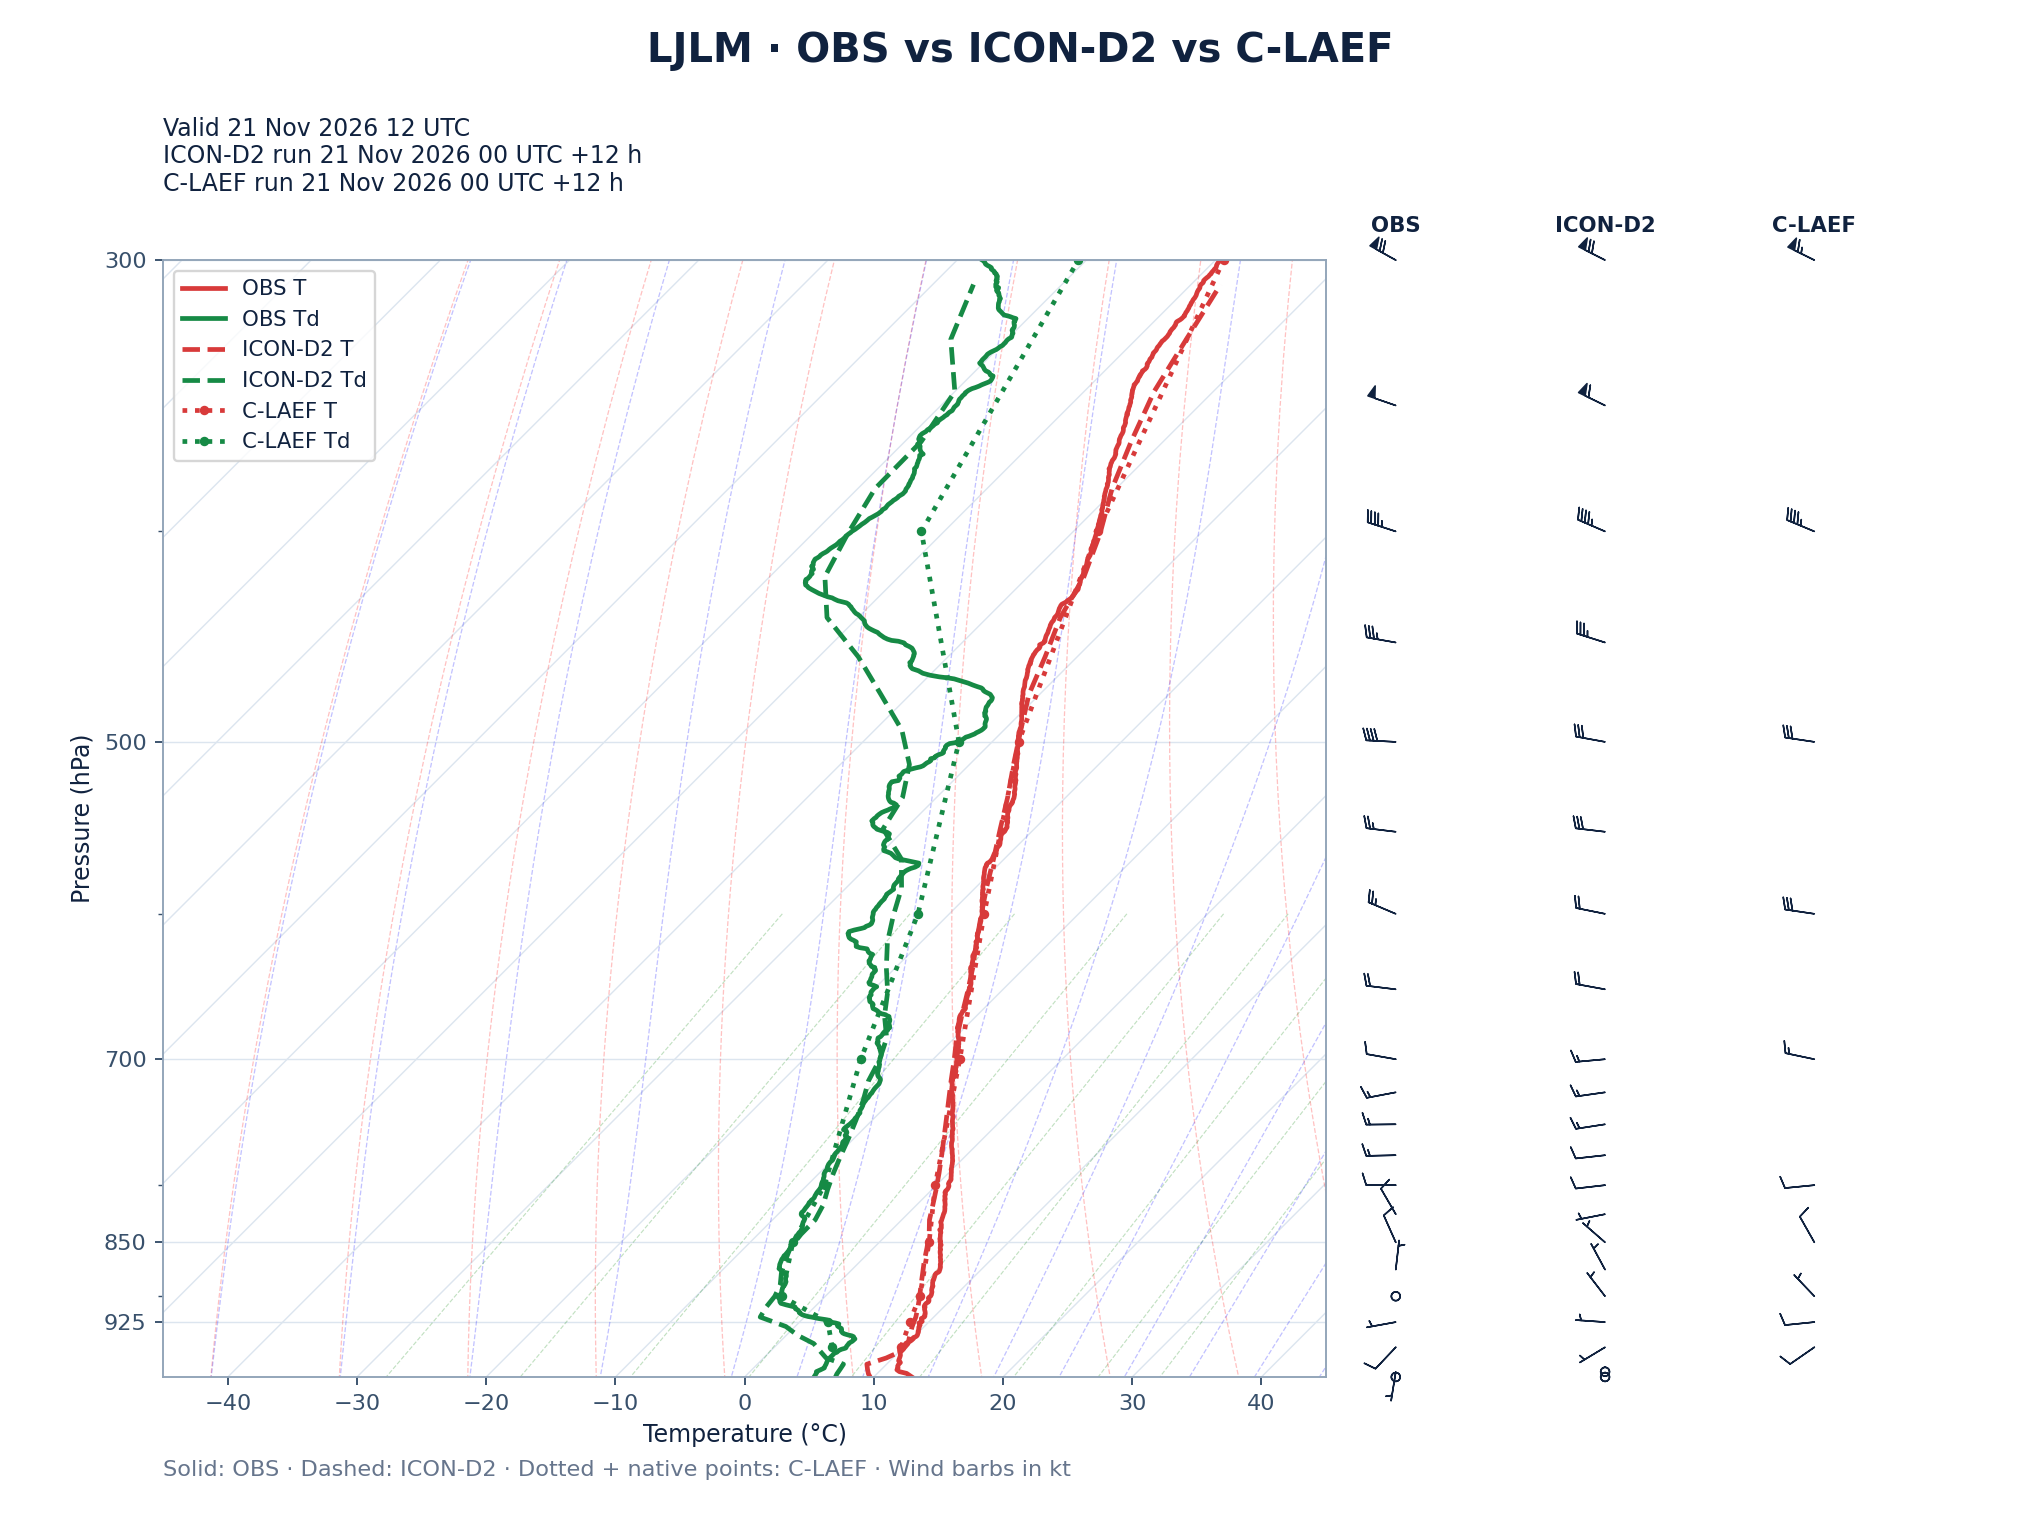 LJLM · OBS vs ICON-D2 vs C-LAEF
Valid 21 Nov 2026 12 UTC
ICON-D2 run 21 Nov 2026 00 UTC +12 h
C-LAEF run 21 Nov 2026 00 UTC +12 h
OBS ICON-D2 C-LAEF
OBS T
OBS Td
ICON-D2 T
ICON-D2 Td
C-LAEF T
C-LAEF Td
Pressure (hPa)
300
500
700
850
925
−40 −30 −20 −10 0 10 20 30 40
Temperature (°C)
Solid: OBS · Dashed: ICON-D2 · Dotted + native points: C-LAEF · Wind barbs in kt